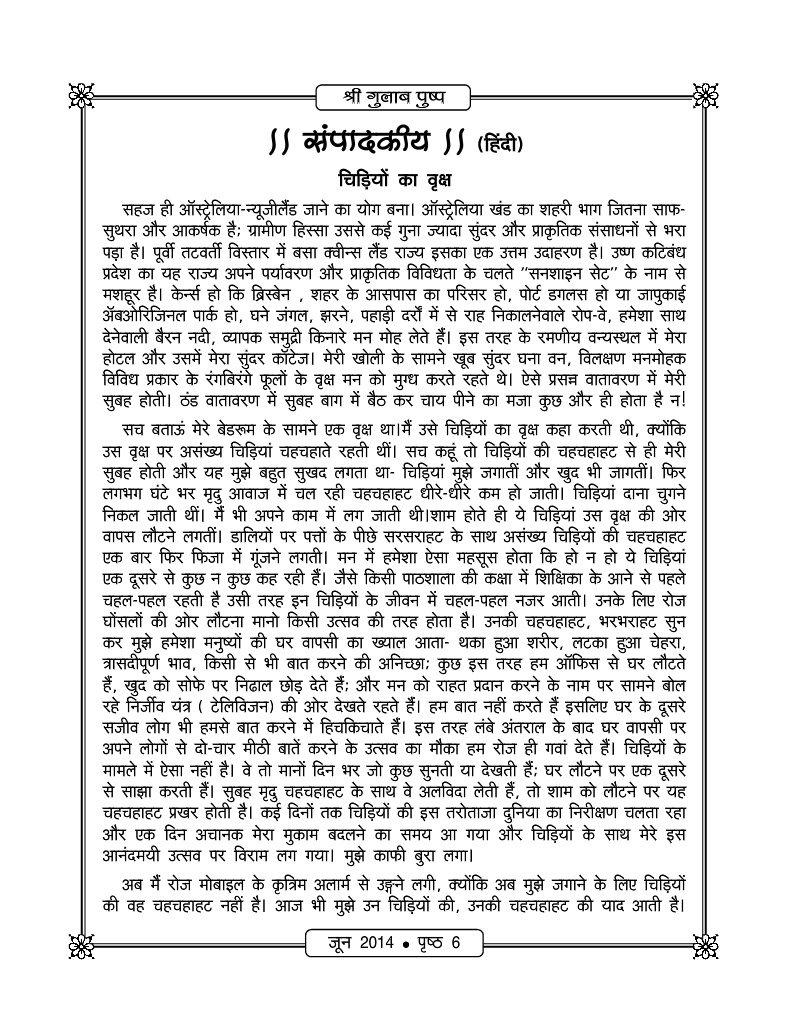 श्री गुलाब पुष्प
।। संपादकीय ।। (हिंदी)
चिड़ियों का वृक्ष
सहज ही ऑस्ट्रेलिया-न्यूजीलैंड जाने का योग बना। ऑस्ट्रेलिया खंड का शहरी भाग जितना साफ-
सुथरा और आकर्षक है; ग्रामीण हिस्सा उससे कई गुना ज्यादा सुंदर और प्राकृतिक संसाधनों से भरा
पड़ा है। पूर्वी तटवर्ती विस्तार में बसा क्वीन्स लैंड राज्य इसका एक उत्तम उदाहरण है। उष्ण कटिबंध
प्रदेश का यह राज्य अपने पर्यावरण और प्राकृतिक विविधता के चलते ''सनशाइन सेट'' के नाम से
मशहूर है। केर्न्स हो कि ब्रिस्बेन , शहर के आसपास का परिसर हो, पोर्ट डगलस हो या जापुकाई
ॲबओरिजिनल पार्क हो, घने जंगल, झरने, पहाड़ी दर्रों में से राह निकालनेवाले रोप-वे, हमेशा साथ
देनेवाली बैरन नदी, व्यापक समुद्री किनारे मन मोह लेते हैं। इस तरह के रमणीय वन्यस्थल में मेरा
होटल और उसमें मेरा सुंदर कॉटेज। मेरी खोली के सामने खूब सुंदर घना वन, विलक्षण मनमोहक
विविध प्रकार के रंगबिरंगे फूलों के वृक्ष मन को मुग्ध करते रहते थे। ऐसे प्रसन्न वातावरण में मेरी
सुबह होती। ठंड वातावरण में सुबह बाग में बैठ कर चाय पीने का मजा कुछ और ही होता है न!
सच बताऊं मेरे बेडरूम के सामने एक वृक्ष था।मैं उसे चिड़ियों का वृक्ष कहा करती थी, क्योंकि
उस वृक्ष पर असंख्य चिड़ियां चहचहाते रहती थीं। सच कहूं तो चिड़ियों की चहचहाहट से ही मेरी
सुबह होती और यह मुझे बहुत सुखद लगता था- चिड़ियां मुझे जगातीं और खुद भी जागतीं। फिर
लगभग घंटे भर मृदु आवाज में चल रही चहचहाहट धीरे-धीरे कम हो जाती। चिड़ियां दाना चुगने
निकल जाती थीं। मैं भी अपने काम में लग जाती थी।शाम होते ही ये चिड़ियां उस वृक्ष की ओर
वापस लौटने लगतीं। डालियों पर पत्तों के पीछे सरसराहट के साथ असंख्य चिड़ियों की चहचहाहट
एक बार फिर फिजा में गूंजने लगती। मन में हमेशा ऐसा महसूस होता कि हो न हो ये चिड़ियां
एक दूसरे से कुछ न कुछ कह रही हैं। जैसे किसी पाठशाला की कक्षा में शिक्षिका के आने से पहले
चहल-पहल रहती है उसी तरह इन चिड़ियों के जीवन में चहल-पहल नजर आती। उनके लिए रोज
घोंसलों की ओर लौटना मानो किसी उत्सव की तरह होता है। उनकी चहचहाहट, भरभराहट सुन
कर मुझे हमेशा मनुष्यों की घर वापसी का ख्याल आता- थका हुआ शरीर, लटका हुआ चेहरा,
त्रासदीपूर्ण भाव, किसी से भी बात करने की अनिच्छा; कुछ इस तरह हम ऑफिस से घर लौटते
हैं, खुद को सोफे पर निढाल छोड़ देते हैं; और मन को राहत प्रदान करने के नाम पर सामने बोल
रहे निर्जीव यंत्र ( टेलिविजन) की ओर देखते रहते हैं। हम बात नहीं करते हैं इसलिए घर के दूसरे
सजीव लोग भी हमसे बात करने में हिचकिचाते हैं। इस तरह लंबे अंतराल के बाद घर वापसी पर
अपने लोगों से दो-चार मीठी बातें करने के उत्सव का मौका हम रोज ही गवां देते हैं। चिड़ियों के
मामले में ऐसा नहीं है। वे तो मानों दिन भर जो कुछ सुनती या देखती हैं; घर लौटने पर एक दूसरे
से साझा करती हैं। सुबह मृदु चहचहाहट के साथ वे अलविदा लेती हैं, तो शाम को लौटने पर यह
चहचहाहट प्रखर होती है। कई दिनों तक चिड़ियों की इस तरोताजा दुनिया का निरीक्षण चलता रहा
और एक दिन अचानक मेरा मुकाम बदलने का समय आ गया और चिड़ियों के साथ मेरे इस
आनंदमयी उत्सव पर विराम लग गया। मुझे काफी बुरा लगा।
अब मैं रोज मोबाइल के कृत्रिम अलार्म से उङ्गने लगी, क्योंकि अब मुझे जगाने के लिए चिड़ियों
की वह चहचहाहट नहीं है। आज भी मुझे उन चिड़ियों की, उनकी चहचहाहट की याद आती है।
जून 2014 ● पृष्ठ 6